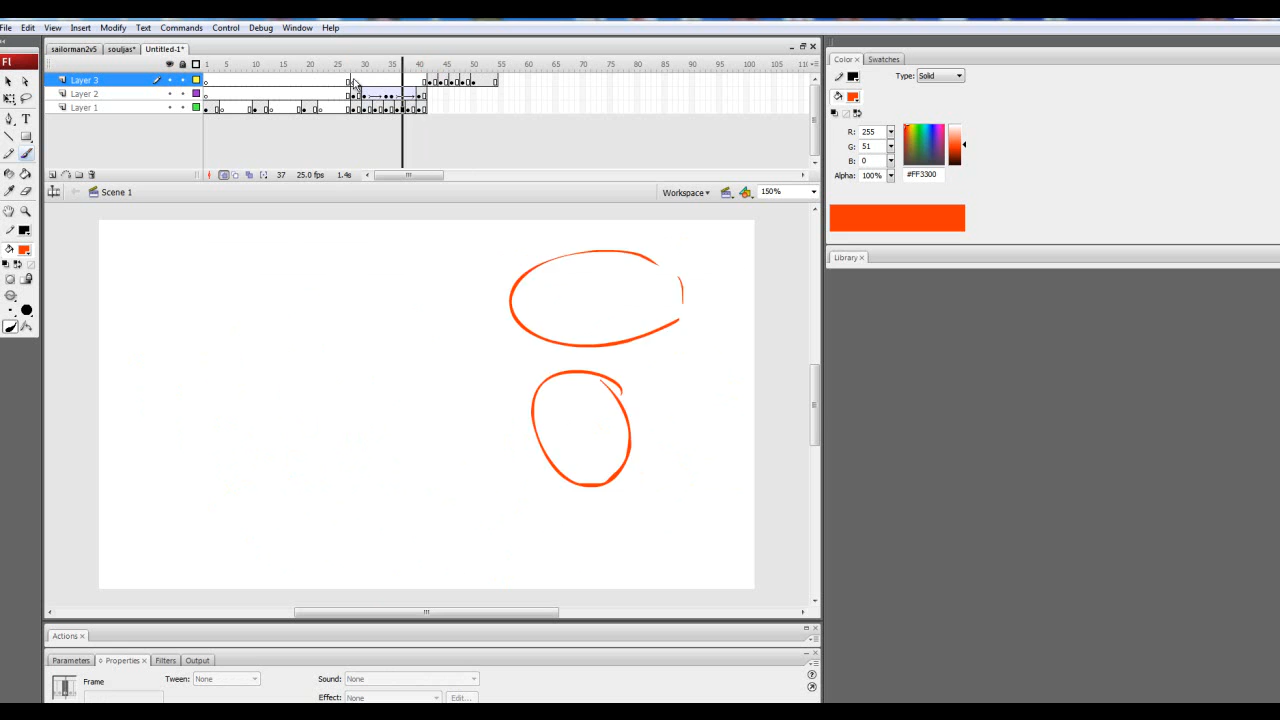 File Edit View Insert Modify Text Commands Control Debug Window Help
Fl
sailorman2v5 souljas* Untitled-1*
Color Swatches
1 5 10 15 20 25 30 35 40 45 50 55 60 65 70 75 80 85 90 95 100 105 110
Type: Solid
Layer 3
Layer 2
Layer 1
R: 255
G: 51
B: 0
Alpha: 100% #FF3300
37 25.0 fps 1.4s
Scene 1 Workspace 150%
Library
Actions
Parameters Properties Filters Output
Frame Tween: None Sound: None
Effect: None Edit...